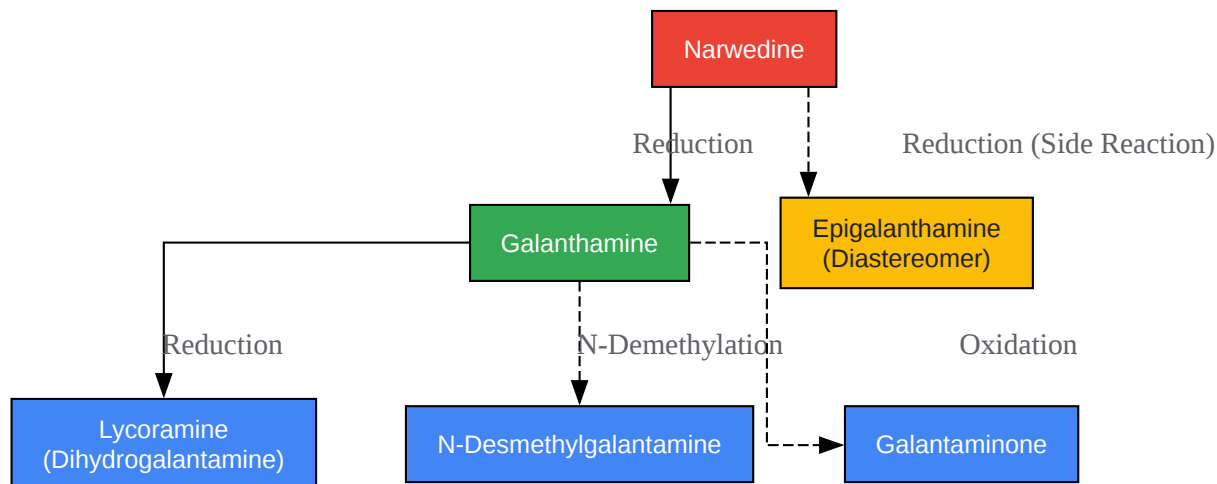 Narwedine
Reduction
Reduction (Side Reaction)
Galanthamine
Epigalanthamine
(Diastereomer)
Reduction
N-Demethylation
Oxidation
Lycoramine
(Dihydrogalantamine)
N-Desmethylgalantamine
Galantaminone